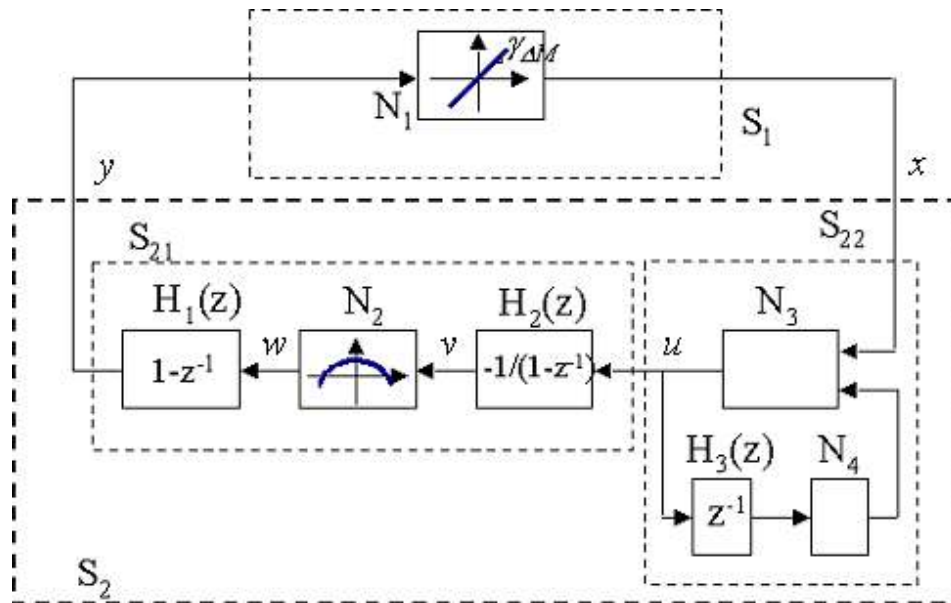 γΔM
N1
S1
y
x
S21
S22
H1(z)
N2
H2(z)
N3
1-z-1
w
v
-1/(1-z-1)
u
H3(z)
N4
z-1
S2